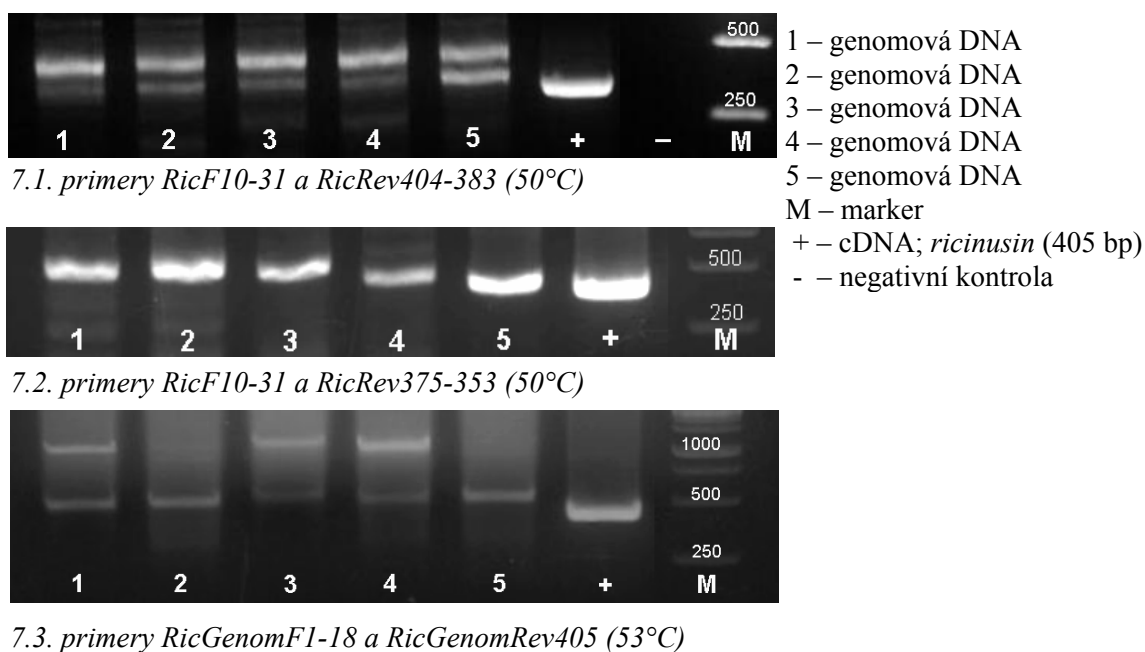 500
250
1 2 3 4 5 + – M
7.1. primery RicF10-31 a RicRev404-383 (50°C)
500
250
1 2 3 4 5 + M
7.2. primery RicF10-31 a RicRev375-353 (50°C)
1000
500
250
1 2 3 4 5 + M
7.3. primery RicGenomF1-18 a RicGenomRev405 (53°C)
1 – genomová DNA
2 – genomová DNA
3 – genomová DNA
4 – genomová DNA
5 – genomová DNA
M – marker
+ – cDNA; ricinusin (405 bp)
- – negativní kontrola